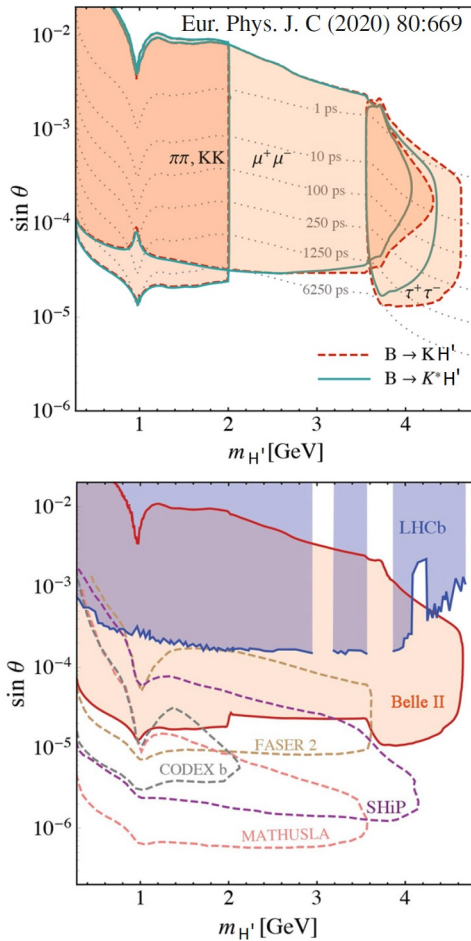 Eur. Phys. J. C (2020) 80:669
10⁻²
10⁻³
10⁻⁴
10⁻⁵
10⁻⁶
sin θ
ππ, KK
μ⁺μ⁻
1 ps
10 ps
100 ps
250 ps
1250 ps
6250 ps
τ⁺τ⁻
B → KH'
B → K*H'
1 2 3 4
m_H' [GeV]
10⁻²
10⁻³
10⁻⁴
10⁻⁵
10⁻⁶
sin θ
LHCb
Belle II
FASER 2
CODEX b
SHiP
MATHUSLA
1 2 3 4
m_H' [GeV]